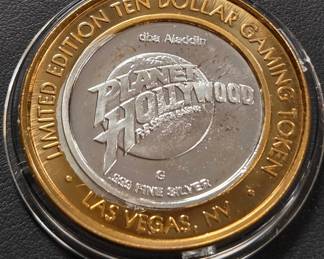 LIMITED EDITION TEN DOLLAR GAMING TOKEN
dba Aladdin
PLANET
HOLLYWOOD
G
.999 FINE SILVER
• LAS VEGAS, NV •